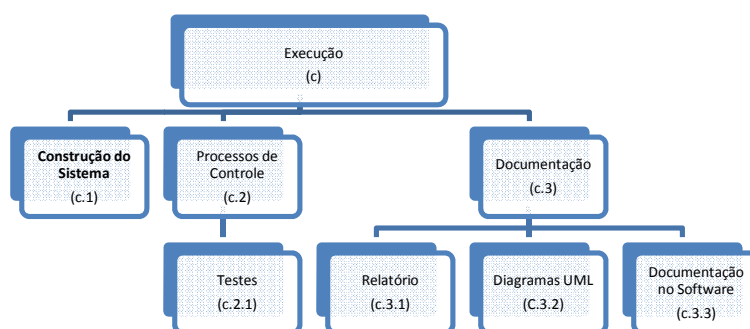 Execução
(c)
Construção do
Sistema
(c.1)
Processos de
Controle
(c.2)
Documentação
(c.3)
Testes
(c.2.1)
Relatório
(c.3.1)
Diagramas UML
(C.3.2)
Documentação
no Software
(c.3.3)